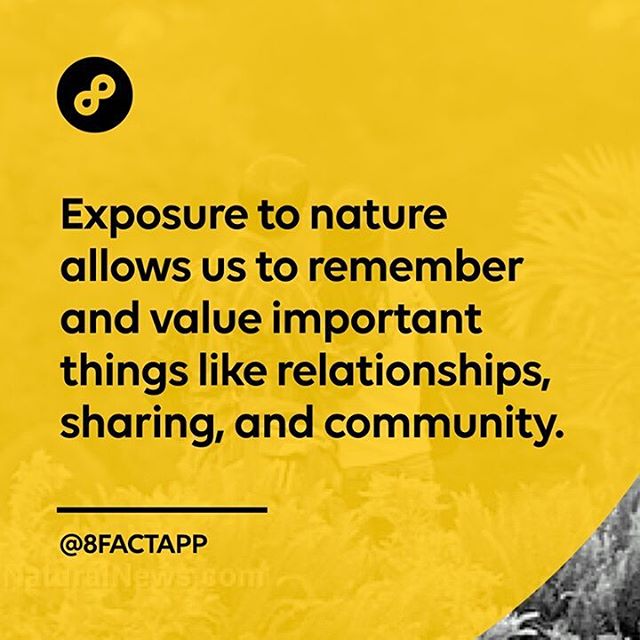 Exposure to nature
allows us to remember
and value important
things like relationships,
sharing, and community.
@8FACTAPP
NaturalNews.com